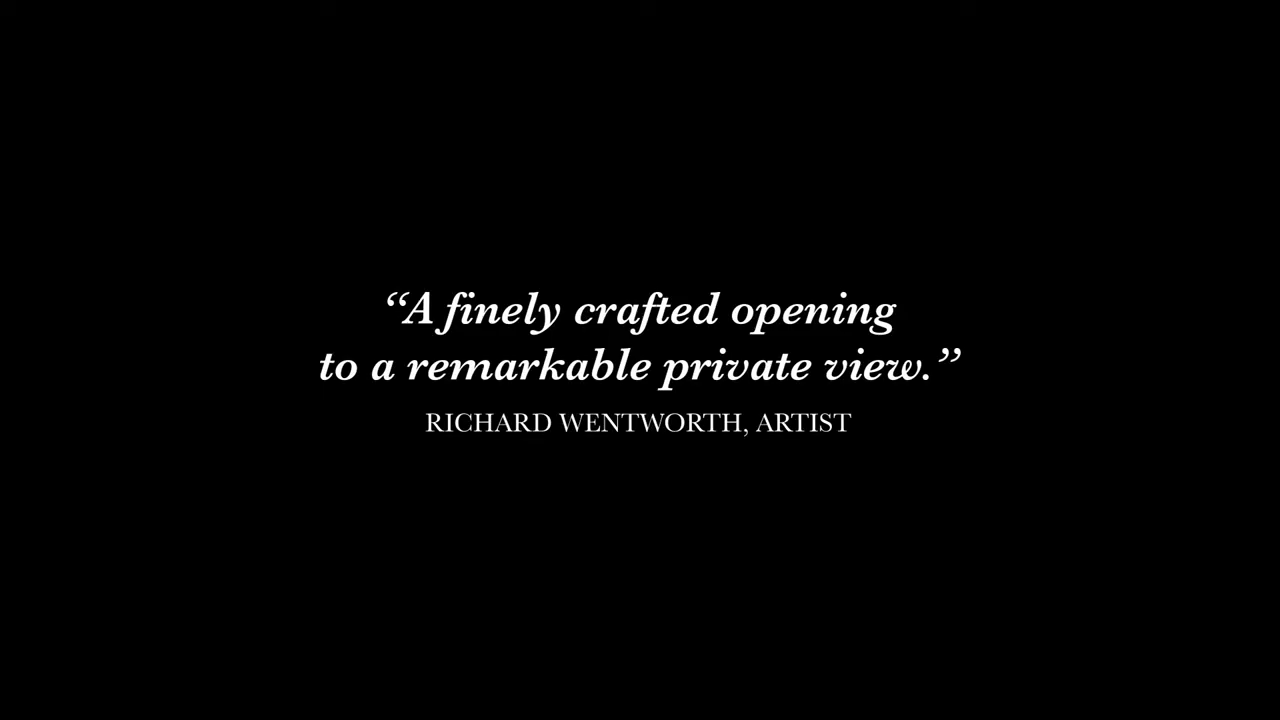 “A finely crafted opening
to a remarkable private view.”
RICHARD WENTWORTH, ARTIST